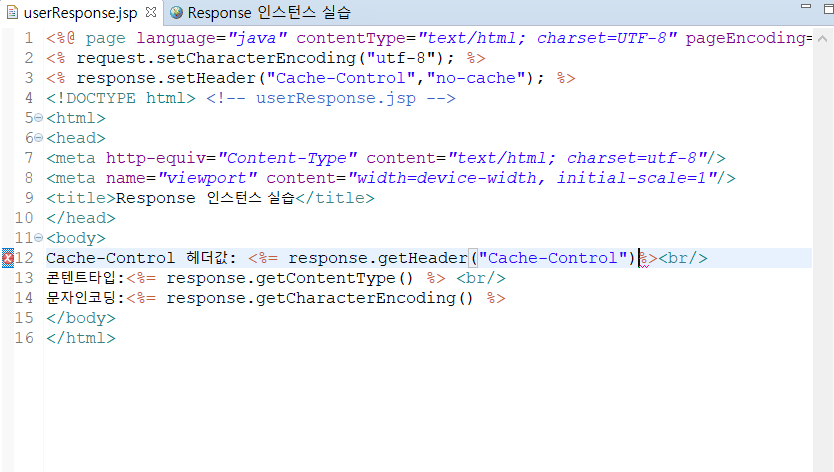 userResponse.jsp Response 인스턴스 실습
1 <%@ page language="java" contentType="text/html; charset=UTF-8" pageEncoding=
2 <% request.setCharacterEncoding("utf-8"); %>
3 <% response.setHeader("Cache-Control","no-cache"); %>
4 <!DOCTYPE html> <!-- userResponse.jsp -->
5 <html>
6 <head>
7 <meta http-equiv="Content-Type" content="text/html; charset=utf-8"/>
8 <meta name="viewport" content="width=device-width, initial-scale=1"/>
9 <title>Response 인스턴스 실습</title>
10 </head>
11 <body>
12 Cache-Control 헤더값: <%= response.getHeader("Cache-Control")%><br/>
13 콘텐트타입:<%= response.getContentType() %> <br/>
14 문자인코딩:<%= response.getCharacterEncoding() %>
15 </body>
16 </html>